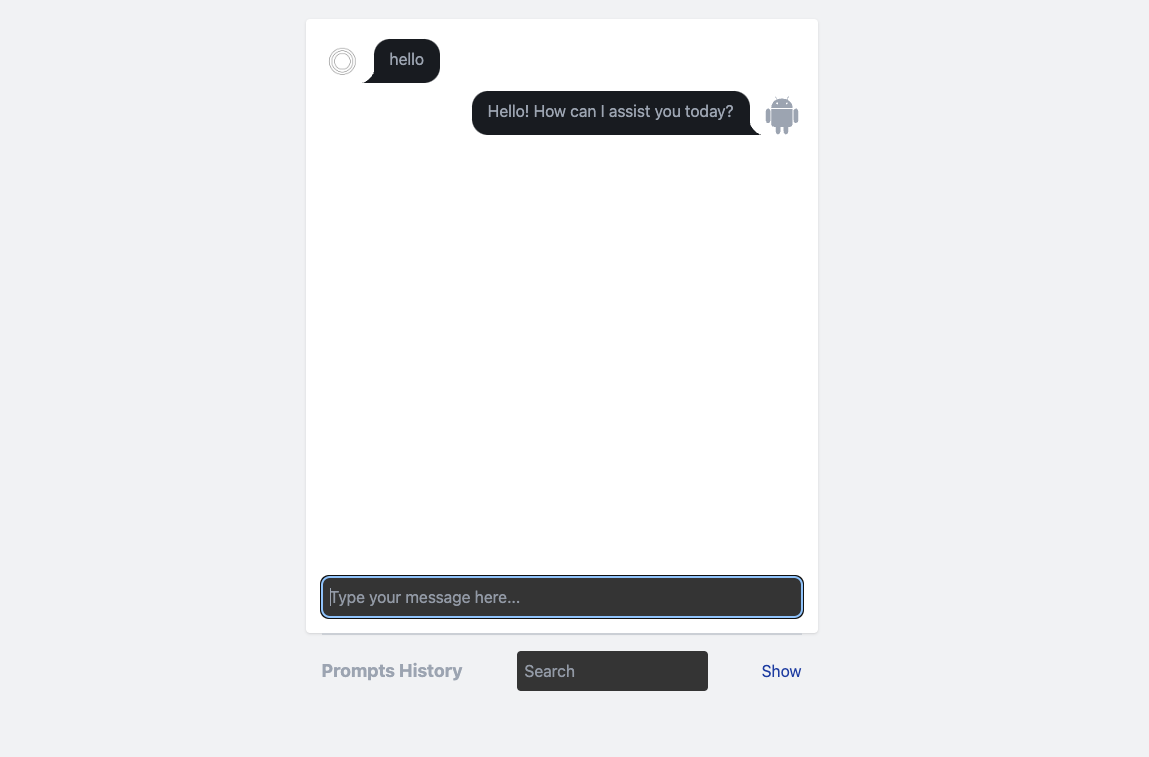 hello
Hello! How can I assist you today?
Type your message here...
Prompts History
Search
Show